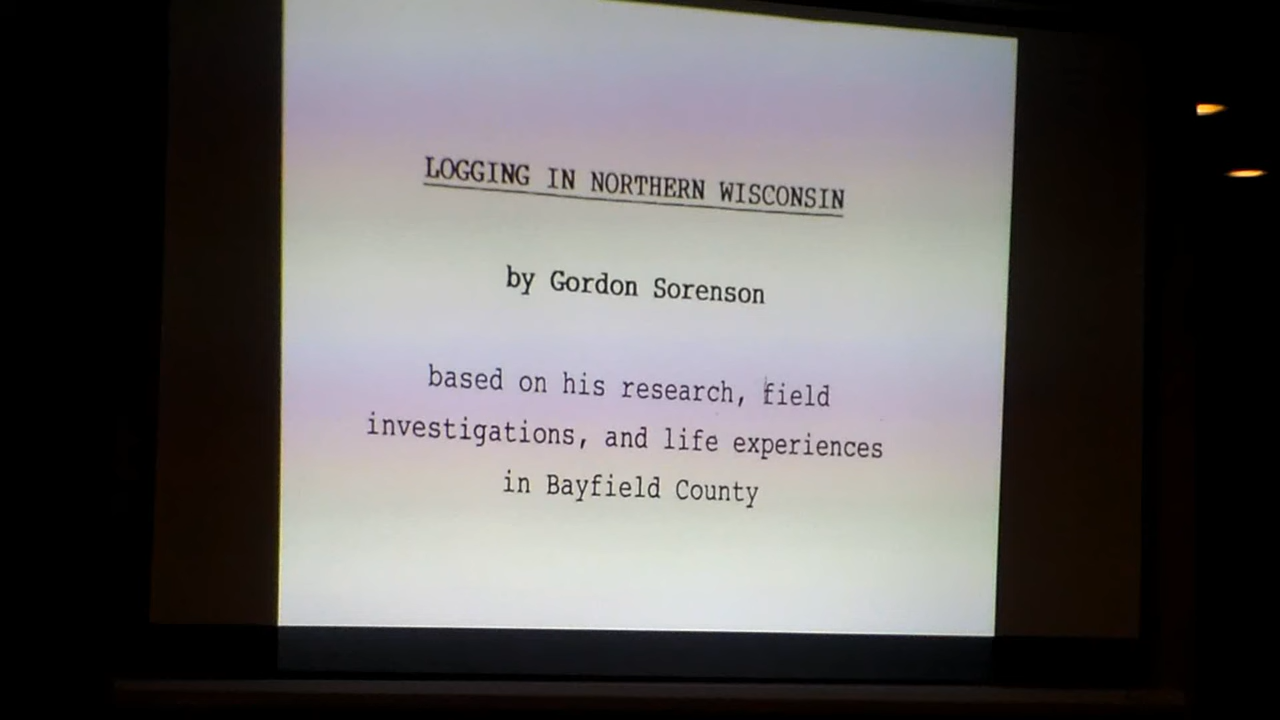 LOGGING IN NORTHERN WISCONSIN
by Gordon Sorenson
based on his research, field
investigations, and life experiences
in Bayfield County